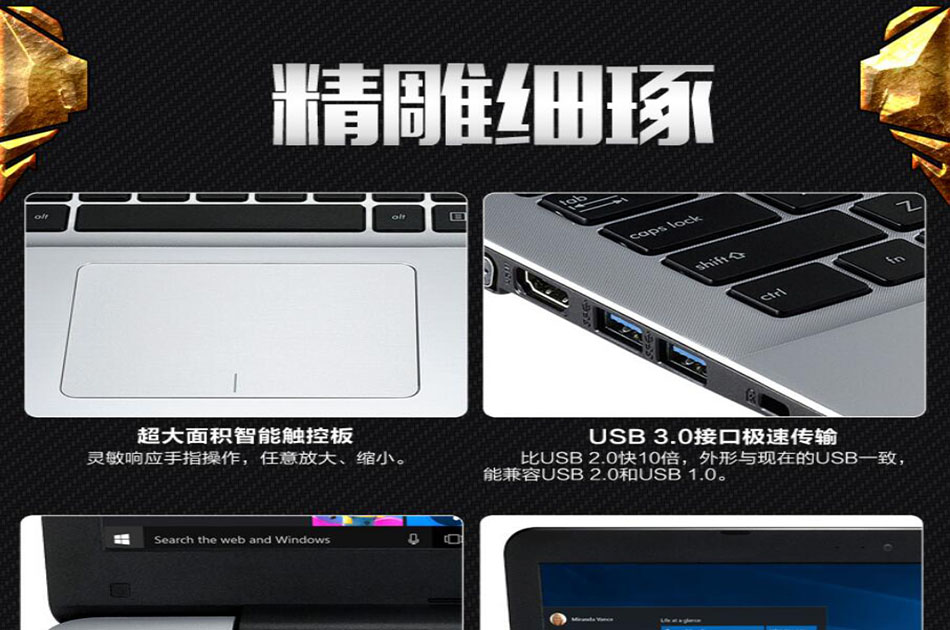 精雕细琢
alt
alt
tab
caps lock
shift
Z
fn
ctrl
超大面积智能触控板
灵敏响应手指操作，任意放大、缩小。
USB 3.0接口极速传输
比USB 2.0快10倍，外形与现在的USB一致，
能兼容USB 2.0和USB 1.0。
Search the web and Windows
Miranda Vance
Life at a glance